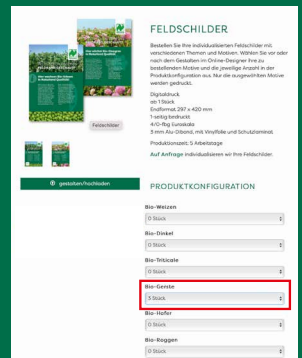 FELDSCHILDER
Bestellen Sie Ihre individualisierten Feldschilder mit
verschiedenen Themen und Motiven. Wählen Sie vor oder
nach dem Gestalten im Online-Designer Ihre zu
bestellenden Motive und die jeweilige Anzahl in der
Produktkonfiguration aus. Nur die ausgewählten Motive
werden gedruckt.
Digitaldruck
ab 1 Stück
Endformat 297 x 420 mm
1-seitig bedruckt
4/0-fbg Euroskala
3 mm Alu-Dibond, mit Vinylfolie und Schutzlaminat
Produktionszeit: 5 Arbeitstage
Auf Anfrage individualisieren wir Ihre Feldschilder.
Feldschilder
gestalten/hochladen
PRODUKTKONFIGURATION
Bio-Weizen
0 Stück
Bio-Dinkel
0 Stück
Bio-Triticale
0 Stück
Bio-Gerste
5 Stück
Bio-Hafer
0 Stück
Bio-Roggen
0 Stück